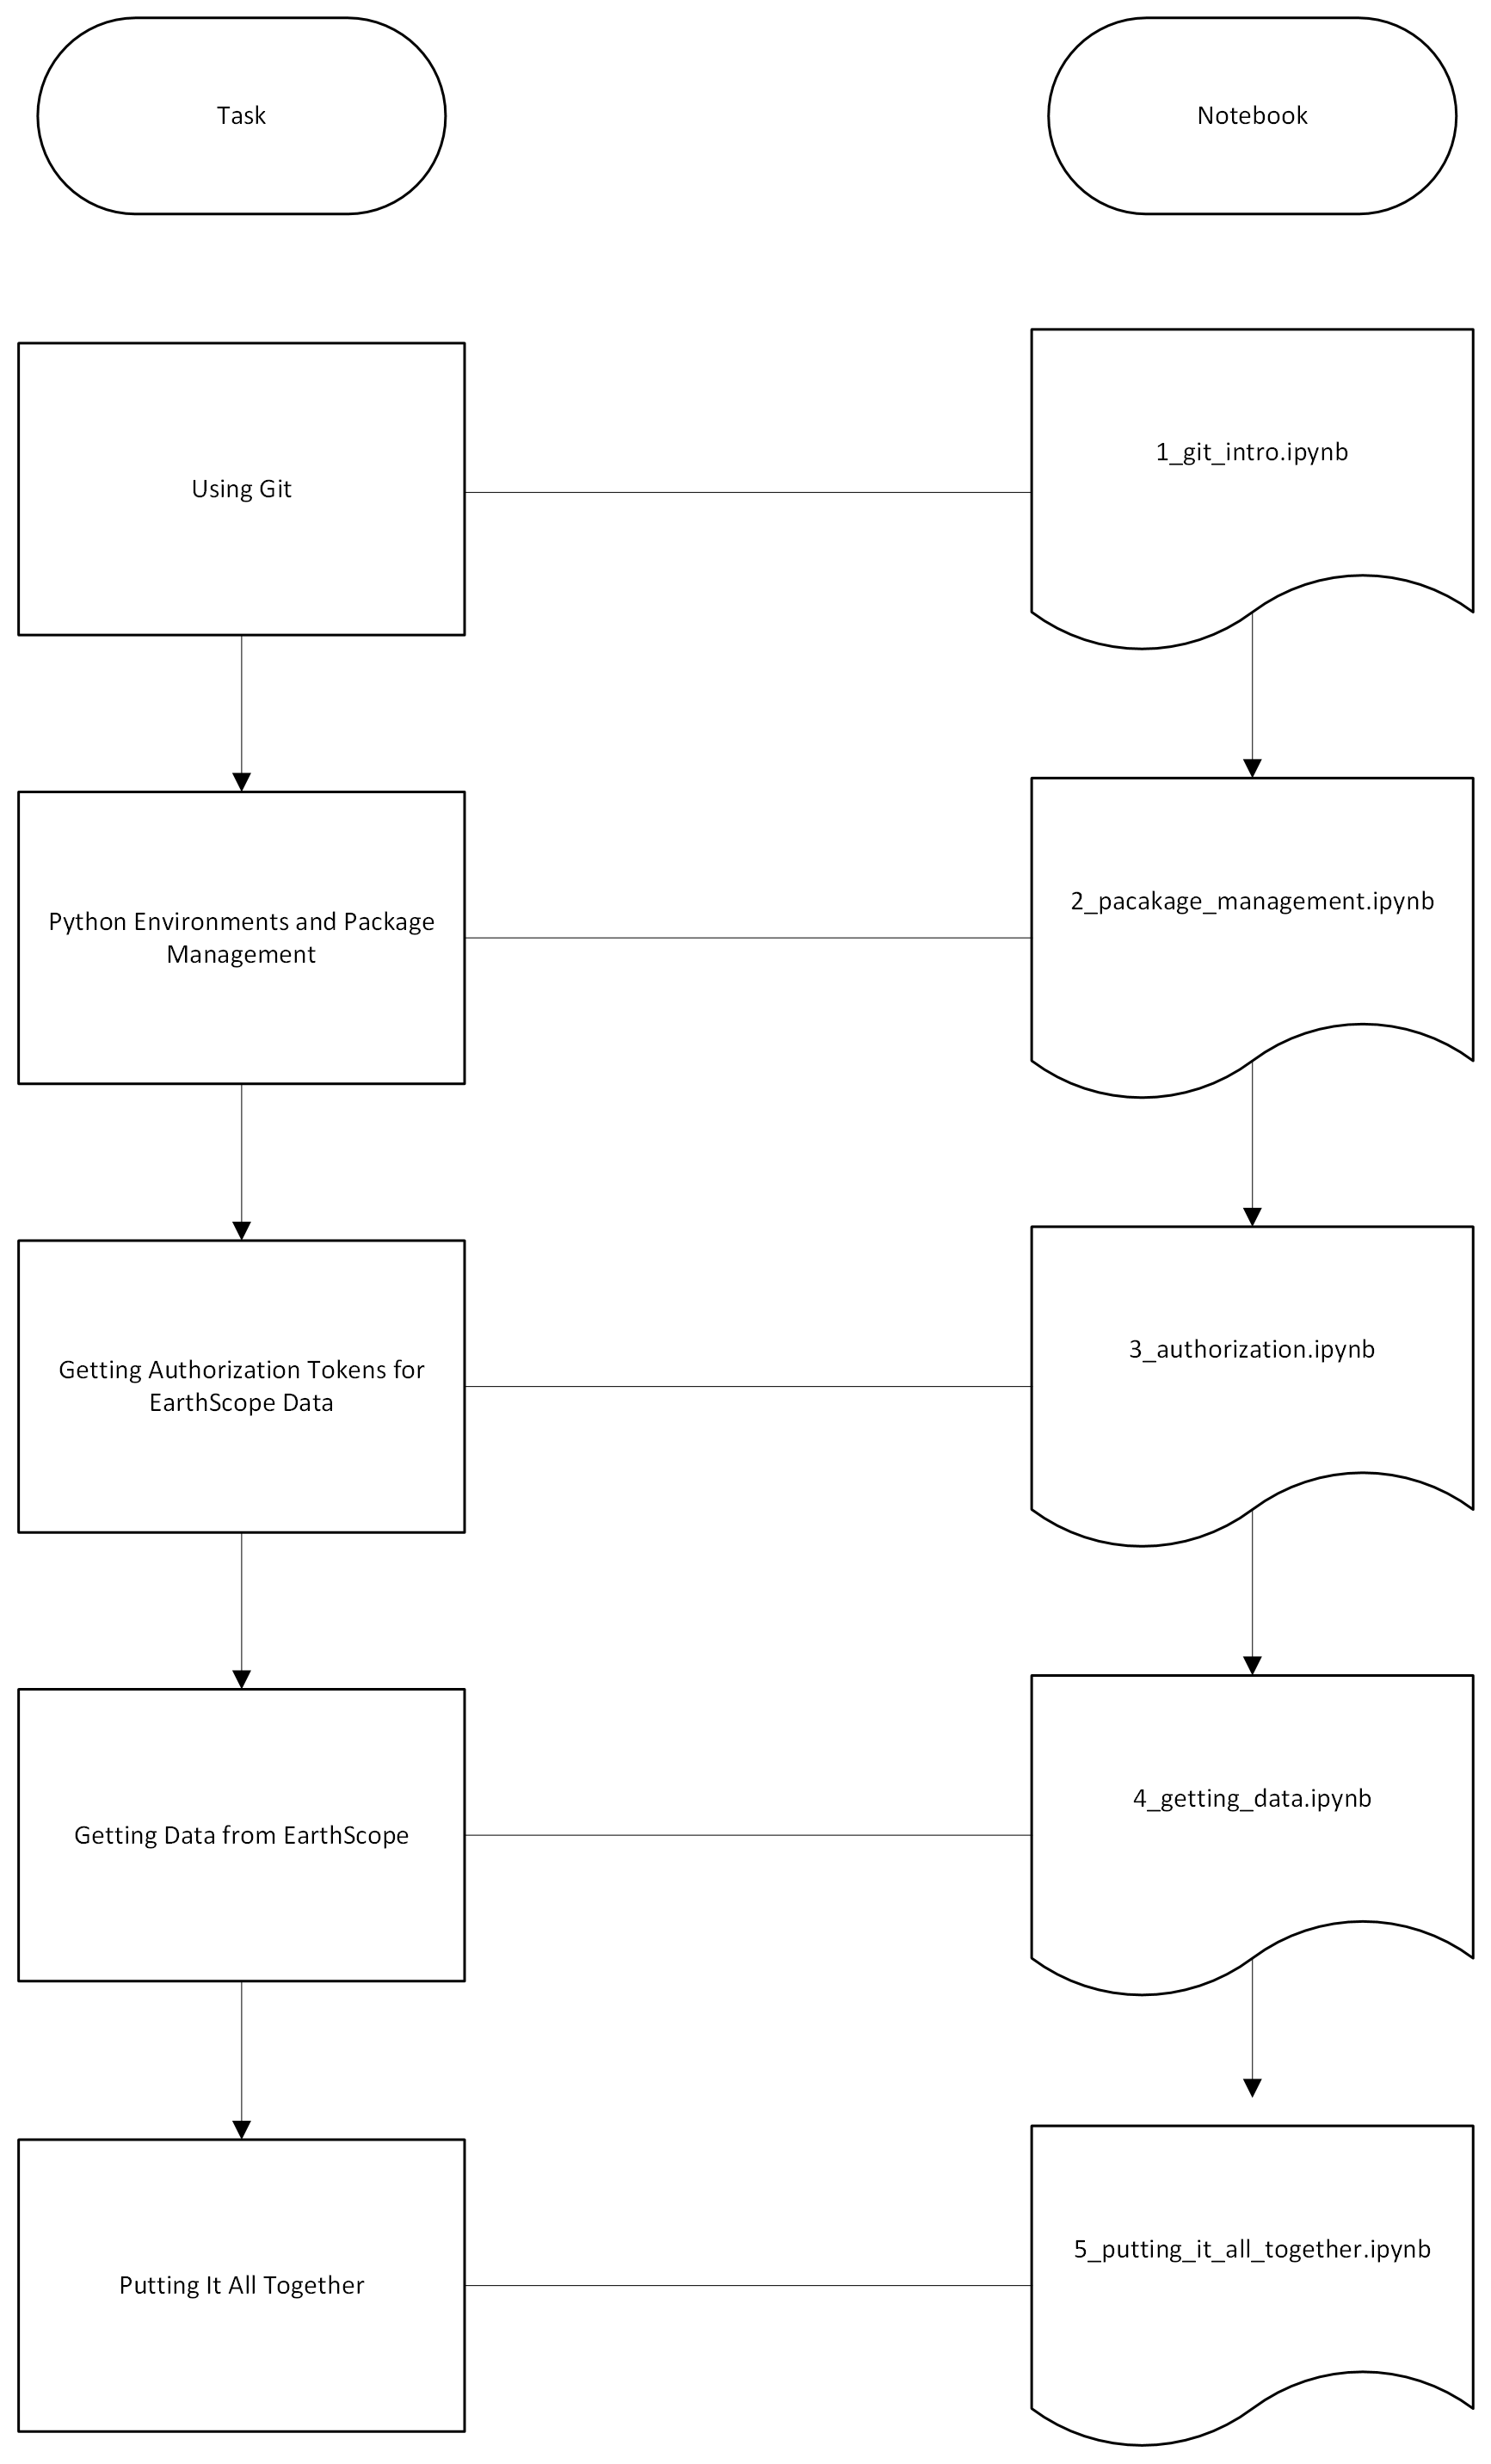 Task
Notebook
Using Git
1_git_intro.ipynb
Python Environments and Package
Management
2_pacakage_management.ipynb
Getting Authorization Tokens for
EarthScope Data
3_authorization.ipynb
Getting Data from EarthScope
4_getting_data.ipynb
Putting It All Together
5_putting_it_all_together.ipynb